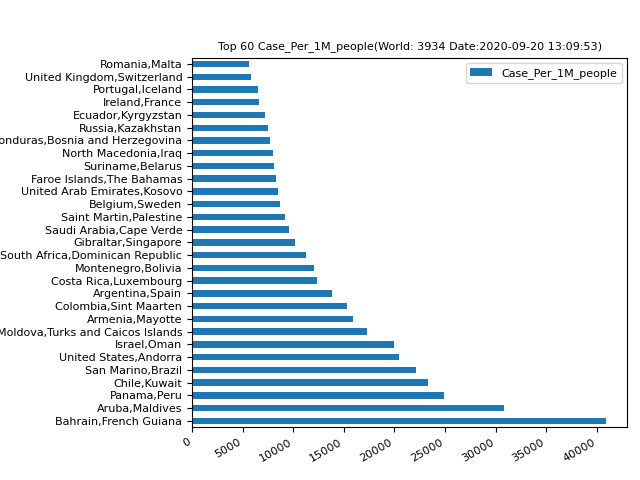 Top 60 Case_Per_1M_people(World: 3934 Date:2020-09-20 13:09:53)
Case_Per_1M_people
Romania,Malta
United Kingdom,Switzerland
Portugal,Iceland
Ireland,France
Ecuador,Kyrgyzstan
Russia,Kazakhstan
onduras,Bosnia and Herzegovina
North Macedonia,Iraq
Suriname,Belarus
Faroe Islands,The Bahamas
United Arab Emirates,Kosovo
Belgium,Sweden
Saint Martin,Palestine
Saudi Arabia,Cape Verde
Gibraltar,Singapore
South Africa,Dominican Republic
Montenegro,Bolivia
Costa Rica,Luxembourg
Argentina,Spain
Colombia,Sint Maarten
Armenia,Mayotte
Moldova,Turks and Caicos Islands
Israel,Oman
United States,Andorra
San Marino,Brazil
Chile,Kuwait
Panama,Peru
Aruba,Maldives
Bahrain,French Guiana
0 5000 10000 15000 20000 25000 30000 35000 40000